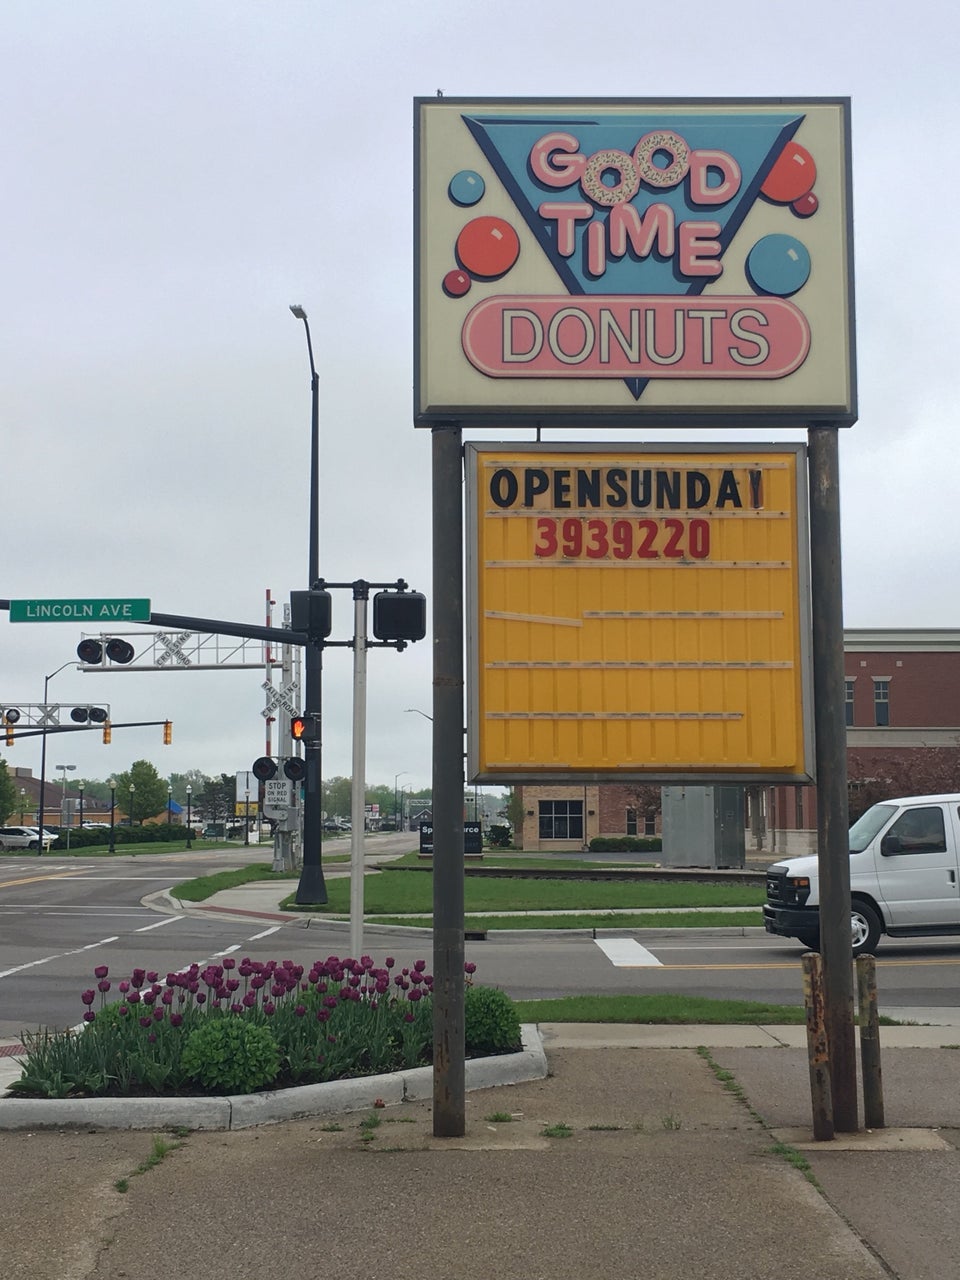 GOOD
TIME
DONUTS
OPENSUNDAY
3939220
LINCOLN AVE
RAILROAD
CROSSING
RAILROAD
CROSSING
STOP
ON RED
SIGNAL